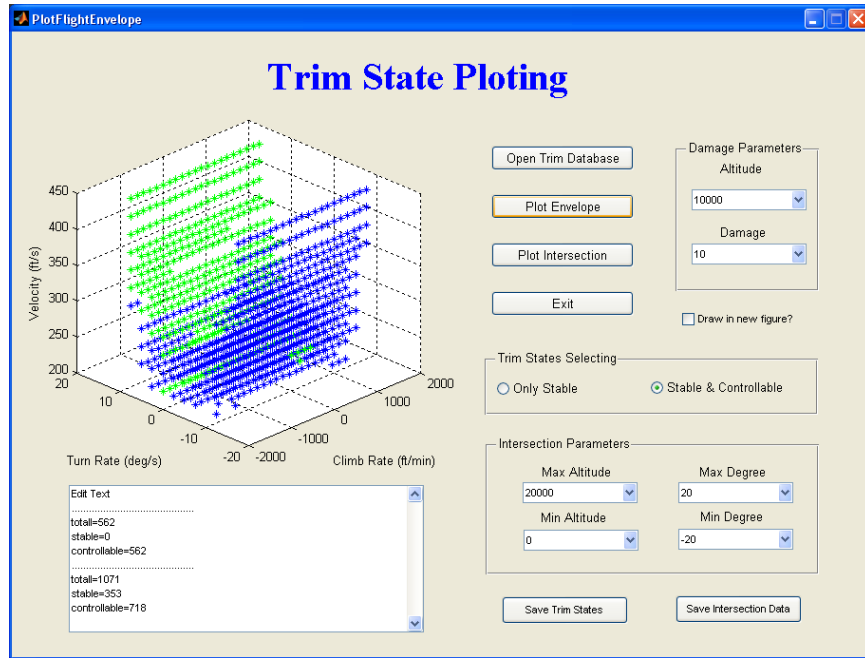 PlotFlightEnvelope
Trim State Ploting
450
400
350
300
250
200
Velocity (ft/s)
20
10
0
-10
-20
Turn Rate (deg/s)
-2000
-1000
0
1000
2000
Climb Rate (ft/min)
Open Trim Database
Plot Envelope
Plot Intersection
Exit
Damage Parameters
Altitude
10000
Damage
10
Draw in new figure?
Trim States Selecting
Only Stable
Stable & Controllable
Intersection Parameters
Max Altitude
20000
Max Degree
20
Min Altitude
0
Min Degree
-20
Edit Text
.............................................
totall=562
stable=0
controllable=562
.............................................
totall=1071
stable=353
controllable=718
Save Trim States
Save Intersection Data